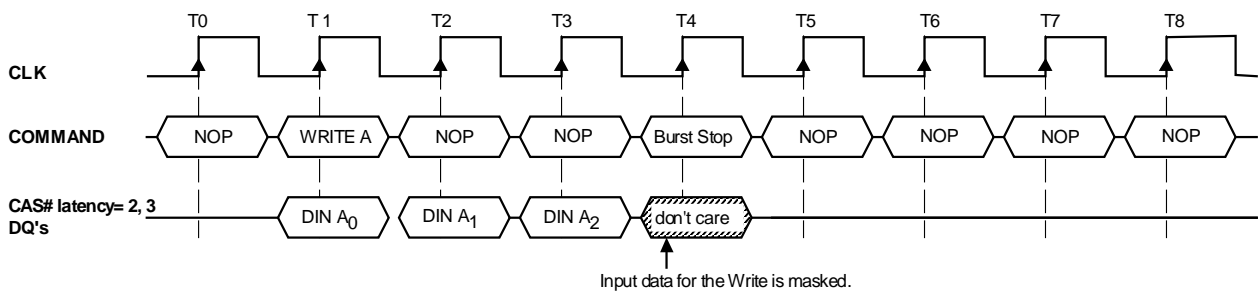 T0 T1 T2 T3 T4 T5 T6 T7 T8
CLK
COMMAND NOP WRITE A NOP NOP Burst Stop NOP NOP NOP NOP
CAS# latency= 2, 3
DQ's DIN A0 DIN A1 DIN A2 don't care
Input data for the Write is masked.